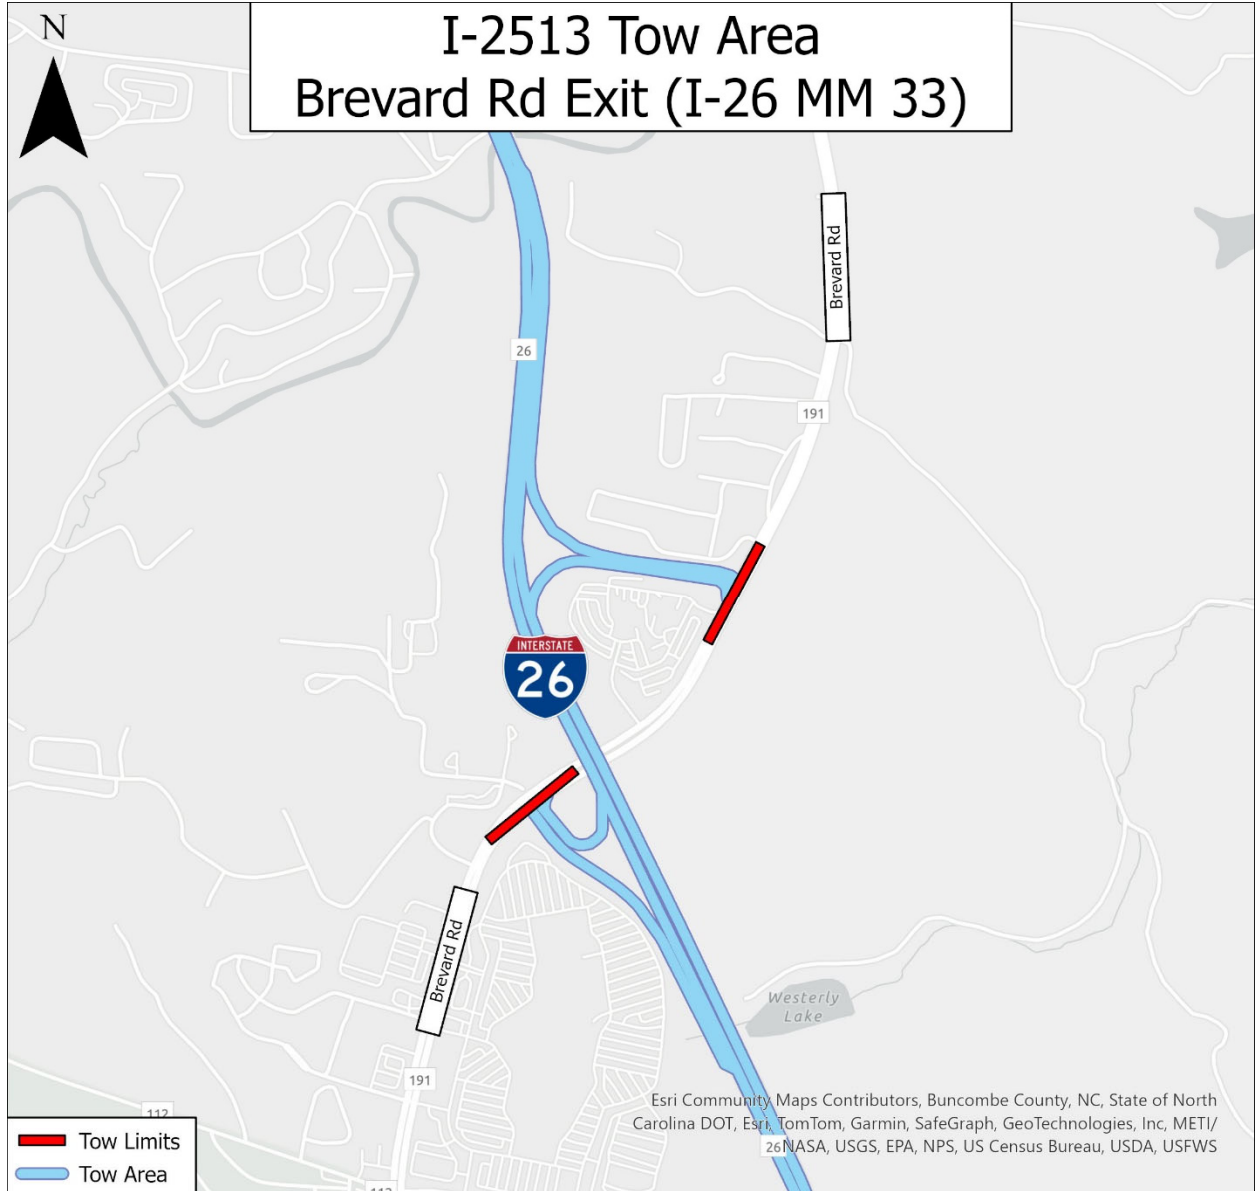 I-2513 Tow Area
Brevard Rd Exit (I-26 MM 33)
N
Brevard Rd
26
191
INTERSTATE
26
Brevard Rd
Westerly
Lake
191
112
Esri Community Maps Contributors, Buncombe County, NC, State of North
Carolina DOT, Esri, TomTom, Garmin, SafeGraph, GeoTechnologies, Inc, METI/
26 NASA, USGS, EPA, NPS, US Census Bureau, USDA, USFWS
Tow Limits
Tow Area
112